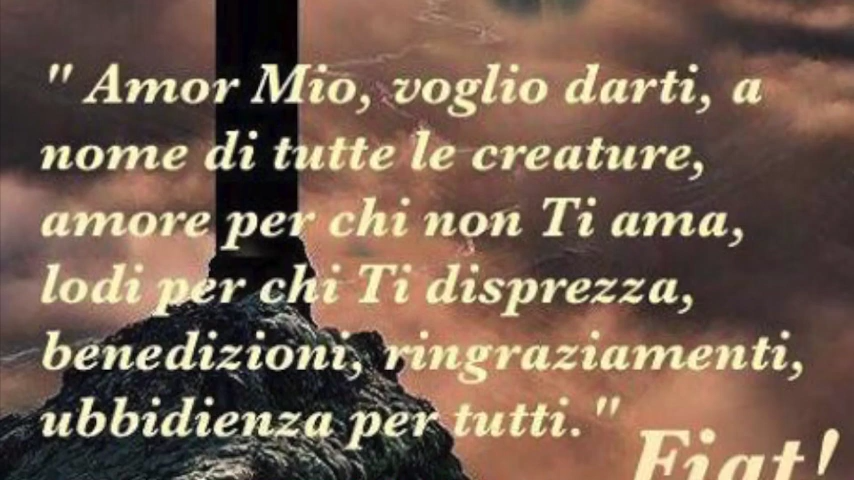 " Amor Mio, voglio darti, a
nome di tutte le creature,
amore per chi non Ti ama,
lodi per chi Ti disprezza,
benedizioni, ringraziamenti,
ubbidienza per tutti."
Fiat!